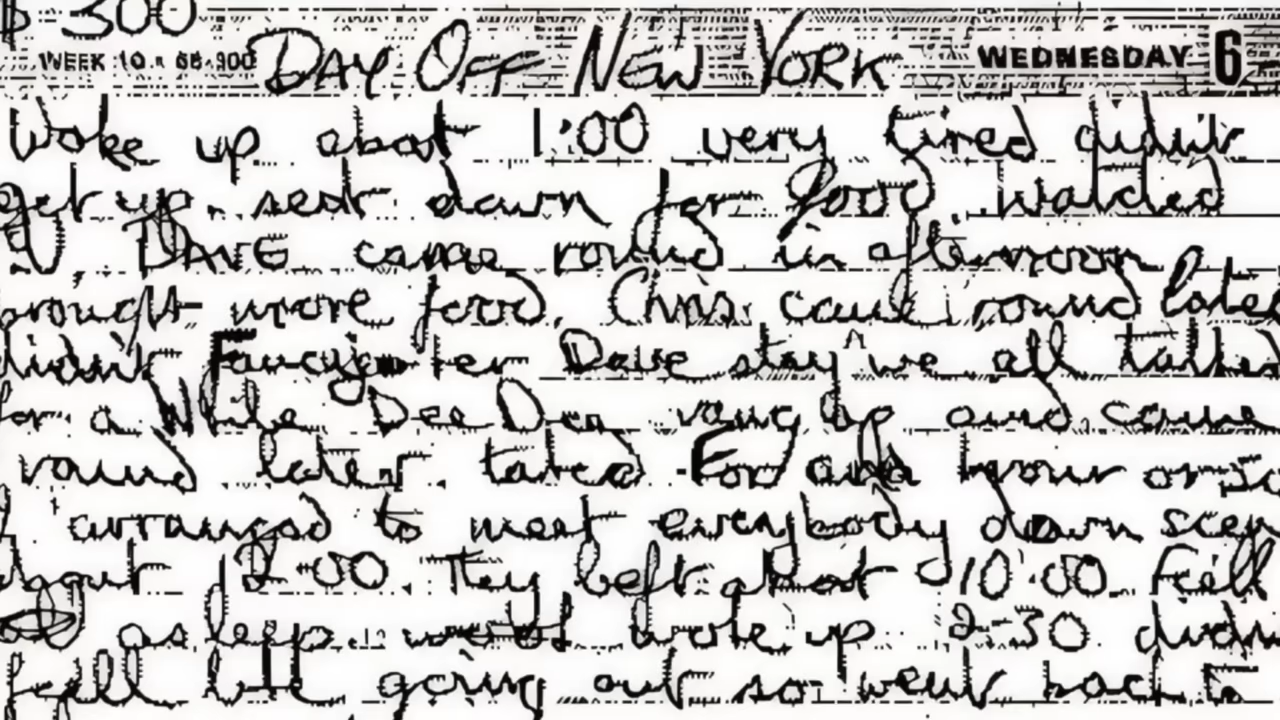 $ 300
WEEK 10 • 66-300 DAY OFF NEW YORK WEDNESDAY 6
Woke up about 1:00 very tired didn't
get up. sent down for food watched
TV. DAVE came round in afternoon
brought more food. Chris came round later
didn't Dave stay we all talked
for a While Dee Dee rang up and came
round later talked For an hour or so
I arranged to meet everybody down
about 12-00. They left about 10:00 Fell
asleep woke up 2-30 didn't
feel like going out so went back to